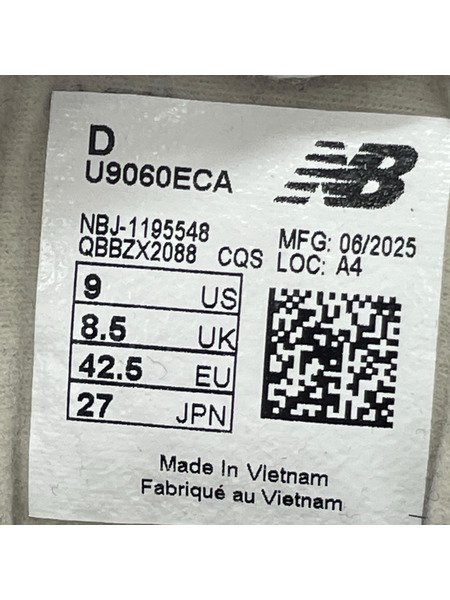 D
U9060ECA
NB
NBJ-1195548
QBBZX2088 CQS
MFG: 06/2025
LOC: A4
9 US
8.5 UK
42.5 EU
27 JPN
Made In Vietnam
Fabriqué au Vietnam